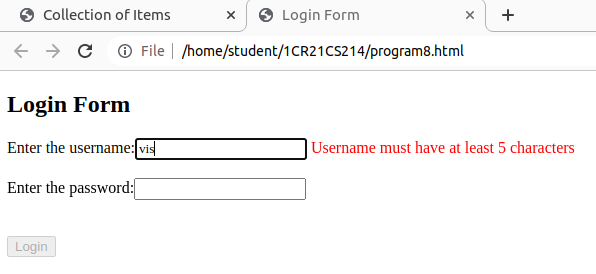 Collection of Items
Login Form
File | /home/student/1CR21CS214/program8.html
Login Form
Enter the username: vis Username must have at least 5 characters
Enter the password:
Login